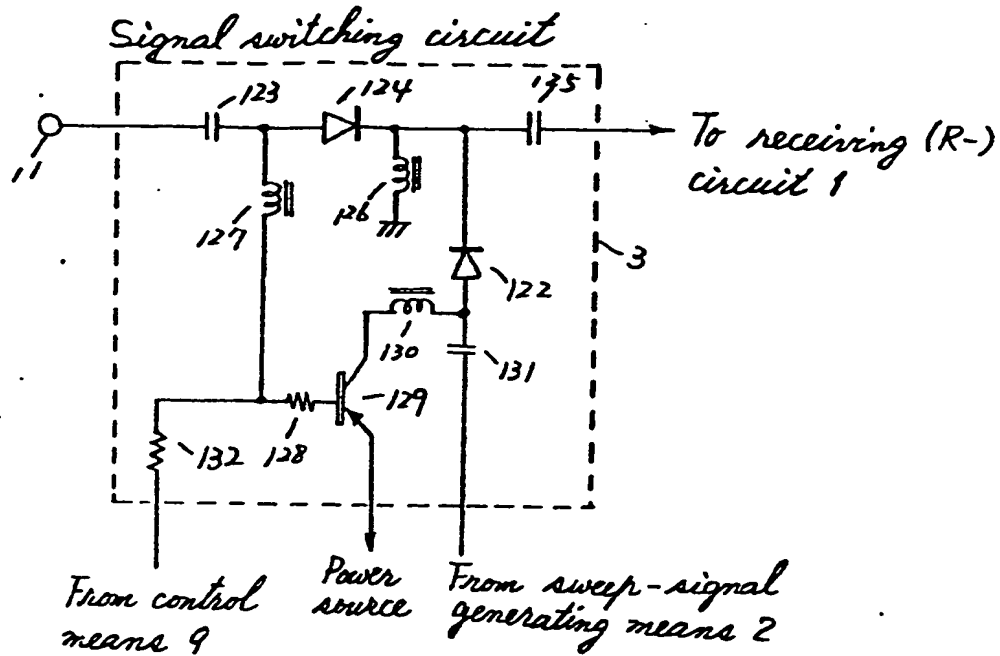 Signal switching circuit
123
124
135
11
To receiving (R-)
circuit 1
127
126
3
122
130
131
129
132
128
From control
means 9
Power
source
From sweep-signal
generating means 2